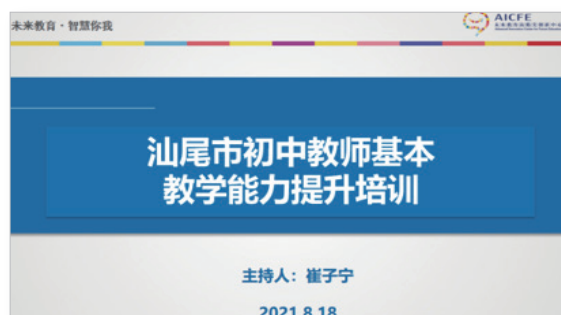 未来教育·智慧你我
AICFE
汕尾市初中教师基本
教学能力提升培训
主持人：崔子宁
2021.8.18